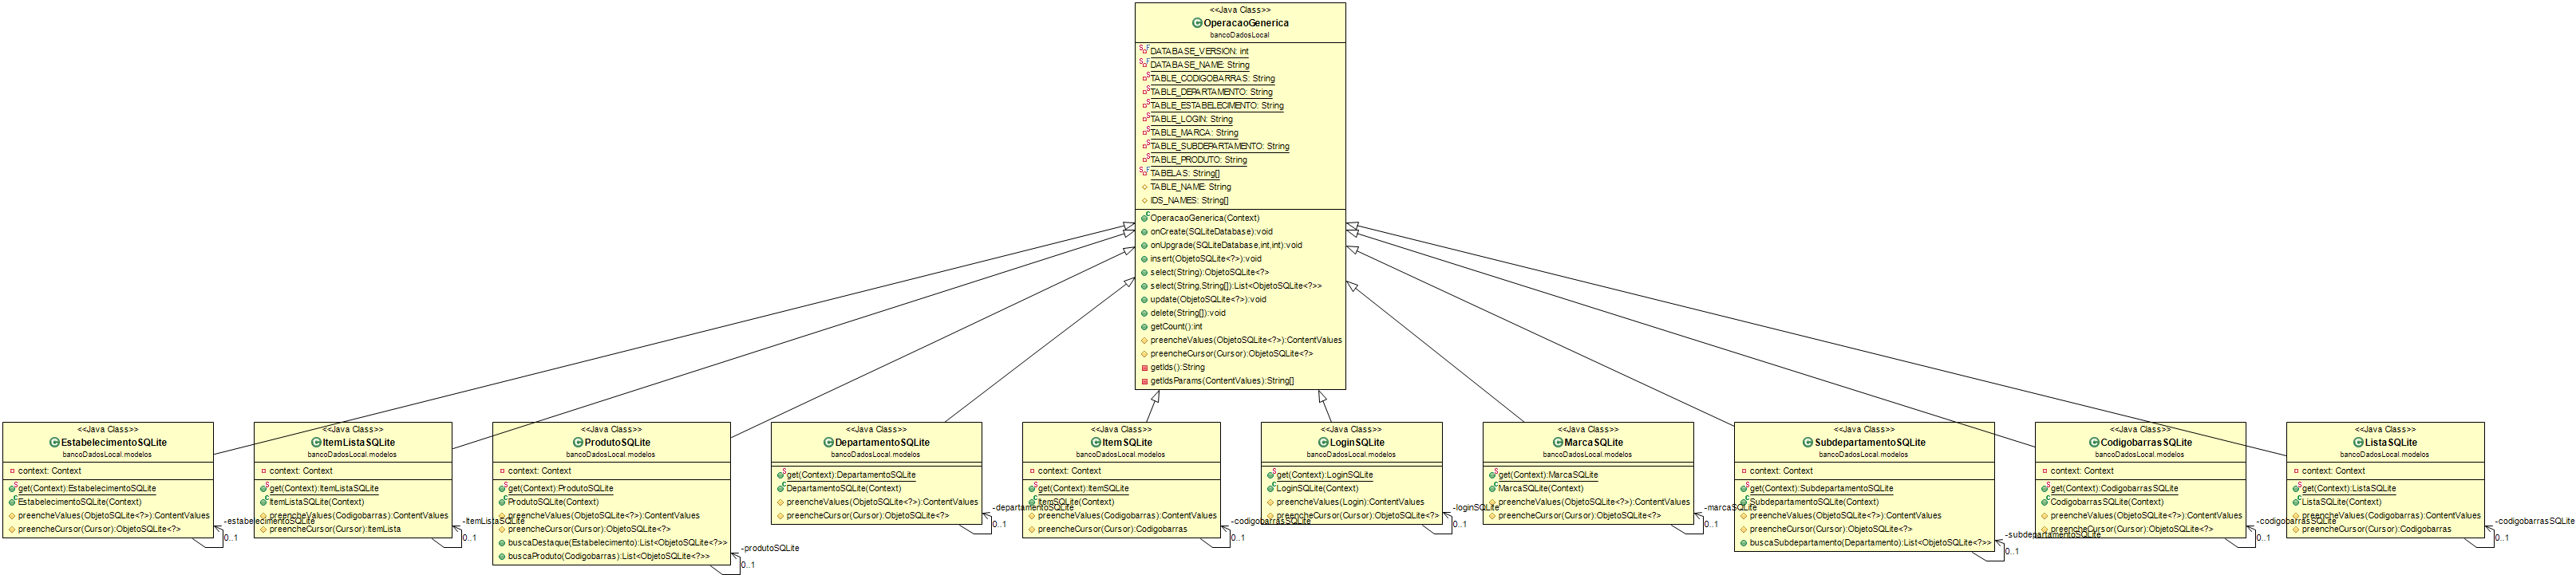 <<Java Class>>
OperacaoGenerica
bancoDadosLocal
DATABASE_VERSION: int
DATABASE_NAME: String
TABLE_CODIGOBARRAS: String
TABLE_DEPARTAMENTO: String
TABLE_ESTABELECIMENTO: String
TABLE_LOGIN: String
TABLE_MARCA: String
TABLE_SUBDEPARTAMENTO: String
TABLE_PRODUTO: String
TABELAS: String[]
TABLE_NAME: String
IDS_NAMES: String[]
OperacaoGenerica(Context)
onCreate(SQLiteDatabase):void
onUpgrade(SQLiteDatabase,int,int):void
insert(ObjetoSQLite<?>):void
select(String):ObjetoSQLite<?>
select(String,String[]):List<ObjetoSQLite<?>>
update(ObjetoSQLite<?>):void
delete(String[]):void
getCount():int
preencheValues(ObjetoSQLite<?>):ContentValues
preencheCursor(Cursor):ObjetoSQLite<?>
getIds():String
getIdsParams(ContentValues):String[]
<<Java Class>>
EstabelecimentoSQLite
bancoDadosLocal.modelos
context: Context
get(Context):EstabelecimentoSQLite
EstabelecimentoSQLite(Context)
preencheValues(ObjetoSQLite<?>):ContentValues
preencheCursor(Cursor):ObjetoSQLite<?>
-estabelecimentoSQLite
0..1
<<Java Class>>
ItemListaSQLite
bancoDadosLocal.modelos
context: Context
get(Context):ItemListaSQLite
ItemListaSQLite(Context)
preencheValues(Codigobarras):ContentValues
preencheCursor(Cursor):ItemLista
-ItemListaSQLite
0..1
<<Java Class>>
ProdutoSQLite
bancoDadosLocal.modelos
context: Context
get(Context):ProdutoSQLite
ProdutoSQLite(Context)
preencheValues(ObjetoSQLite<?>):ContentValues
preencheCursor(Cursor):ObjetoSQLite<?>
buscaDestaque(Estabelecimento):List<ObjetoSQLite<?>>
buscaProduto(Codigobarras):List<ObjetoSQLite<?>>
-produtoSQLite
0..1
<<Java Class>>
DepartamentoSQLite
bancoDadosLocal.modelos
get(Context):DepartamentoSQLite
DepartamentoSQLite(Context)
preencheValues(ObjetoSQLite<?>):ContentValues
preencheCursor(Cursor):ObjetoSQLite<?>
-departamentoSQLite
0..1
<<Java Class>>
ItemSQLite
bancoDadosLocal.modelos
context: Context
get(Context):ItemSQLite
ItemSQLite(Context)
preencheValues(Codigobarras):ContentValues
preencheCursor(Cursor):Codigobarras
-codigobarrasSQLite
0..1
<<Java Class>>
LoginSQLite
bancoDadosLocal.modelos
get(Context):LoginSQLite
LoginSQLite(Context)
preencheValues(Login):ContentValues
preencheCursor(Cursor):ObjetoSQLite<?>
-loginSQLite
0..1
<<Java Class>>
MarcaSQLite
bancoDadosLocal.modelos
get(Context):MarcaSQLite
MarcaSQLite(Context)
preencheValues(ObjetoSQLite<?>):ContentValues
preencheCursor(Cursor):ObjetoSQLite<?>
-marcaSQLite
0..1
<<Java Class>>
SubdepartamentoSQLite
bancoDadosLocal.modelos
context: Context
get(Context):SubdepartamentoSQLite
SubdepartamentoSQLite(Context)
preencheValues(ObjetoSQLite<?>):ContentValues
preencheCursor(Cursor):ObjetoSQLite<?>
buscaSubdepartamento(Departamento):List<ObjetoSQLite<?>>
-subdepartamentoSQLite
0..1
<<Java Class>>
CodigobarrasSQLite
bancoDadosLocal.modelos
context: Context
get(Context):CodigobarrasSQLite
CodigobarrasSQLite(Context)
preencheValues(ObjetoSQLite<?>):ContentValues
preencheCursor(Cursor):ObjetoSQLite<?>
-codigobarrasSQLite
0..1
<<Java Class>>
ListaSQLite
bancoDadosLocal.modelos
context: Context
get(Context):ListaSQLite
ListaSQLite(Context)
preencheValues(Codigobarras):ContentValues
preencheCursor(Cursor):Codigobarras
-codigobarrasSQLite
0..1